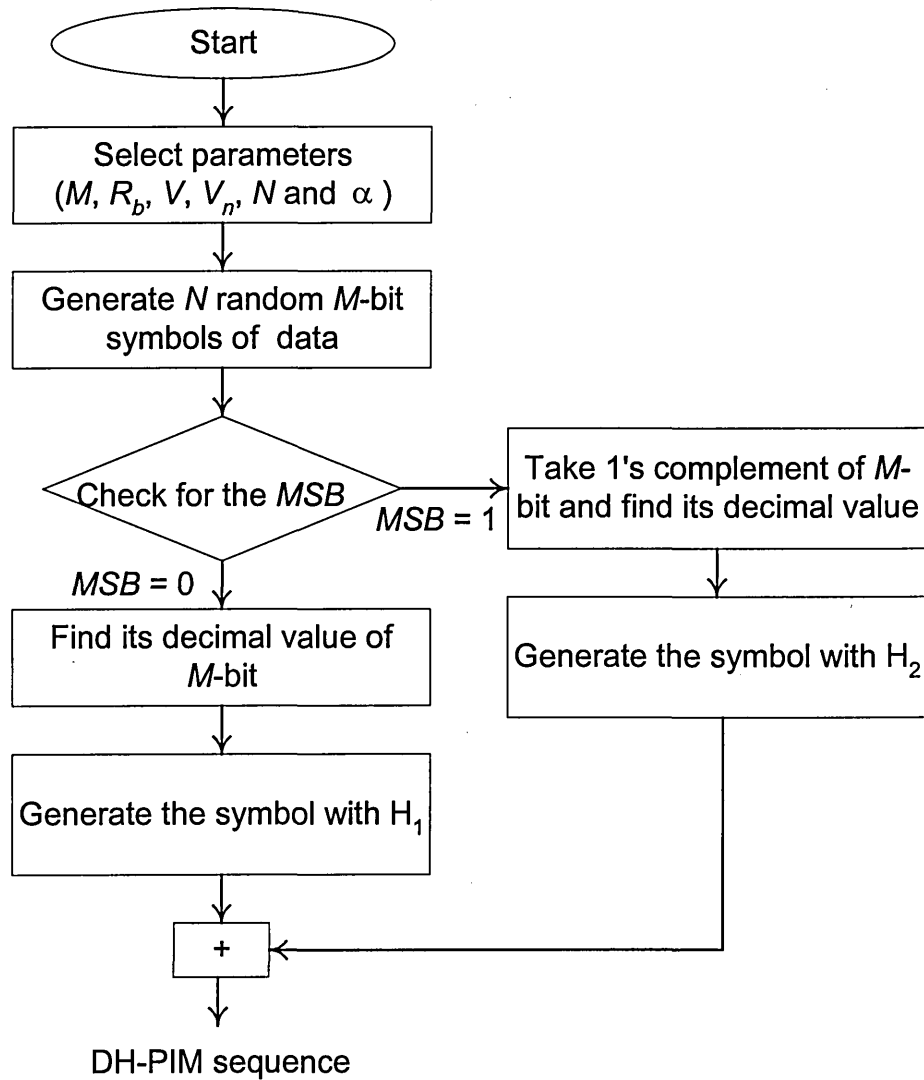 Start
Select parameters
(M, R_b, V, V_n, N and α )
Generate N random M-bit
symbols of data
Check for the MSB
MSB = 1
Take 1's complement of M-
bit and find its decimal value
MSB = 0
Find its decimal value of
M-bit
Generate the symbol with H_2
Generate the symbol with H_1
+
DH-PIM sequence